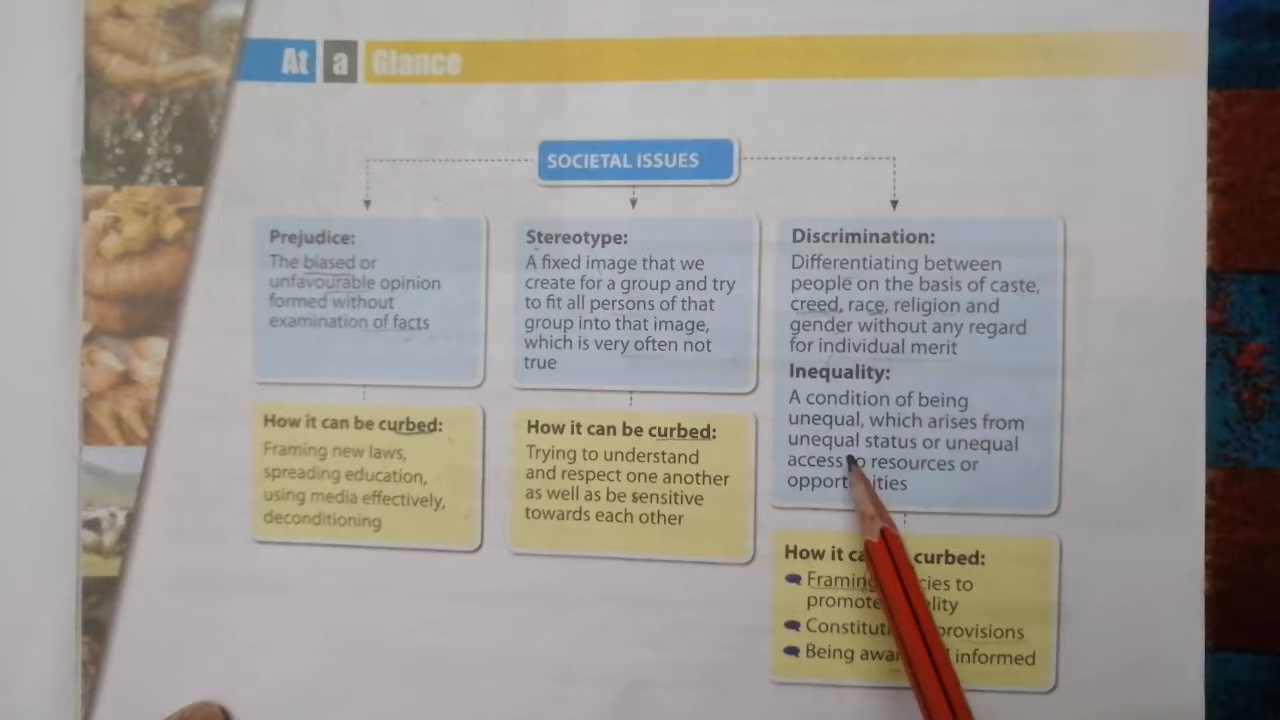 At a Glance
SOCIETAL ISSUES
Prejudice:
The biased or
unfavourable opinion
formed without
examination of facts
How it can be curbed:
Framing new laws,
spreading education,
using media effectively,
deconditioning
Stereotype:
A fixed image that we
create for a group and try
to fit all persons of that
group into that image,
which is very often not
true
How it can be curbed:
Trying to understand
and respect one another
as well as be sensitive
towards each other
Discrimination:
Differentiating between
people on the basis of caste,
creed, race, religion and
gender without any regard
for individual merit
Inequality:
A condition of being
unequal, which arises from
unequal status or unequal
access resources or
How it curbed:
Framing to
promote
provisions
Being informed